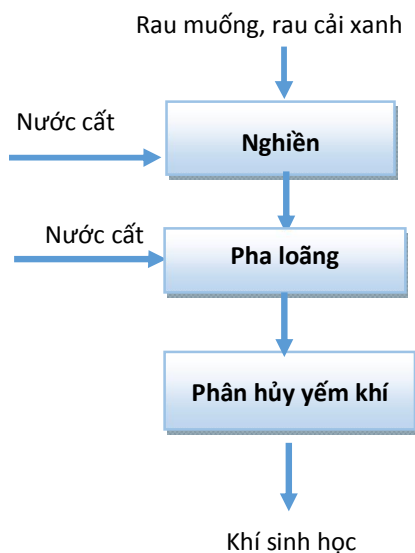 Rau muống, rau cải xanh
Nước cất
Nghiền
Nước cất
Pha loãng
Phân hủy yếm khí
Khí sinh học